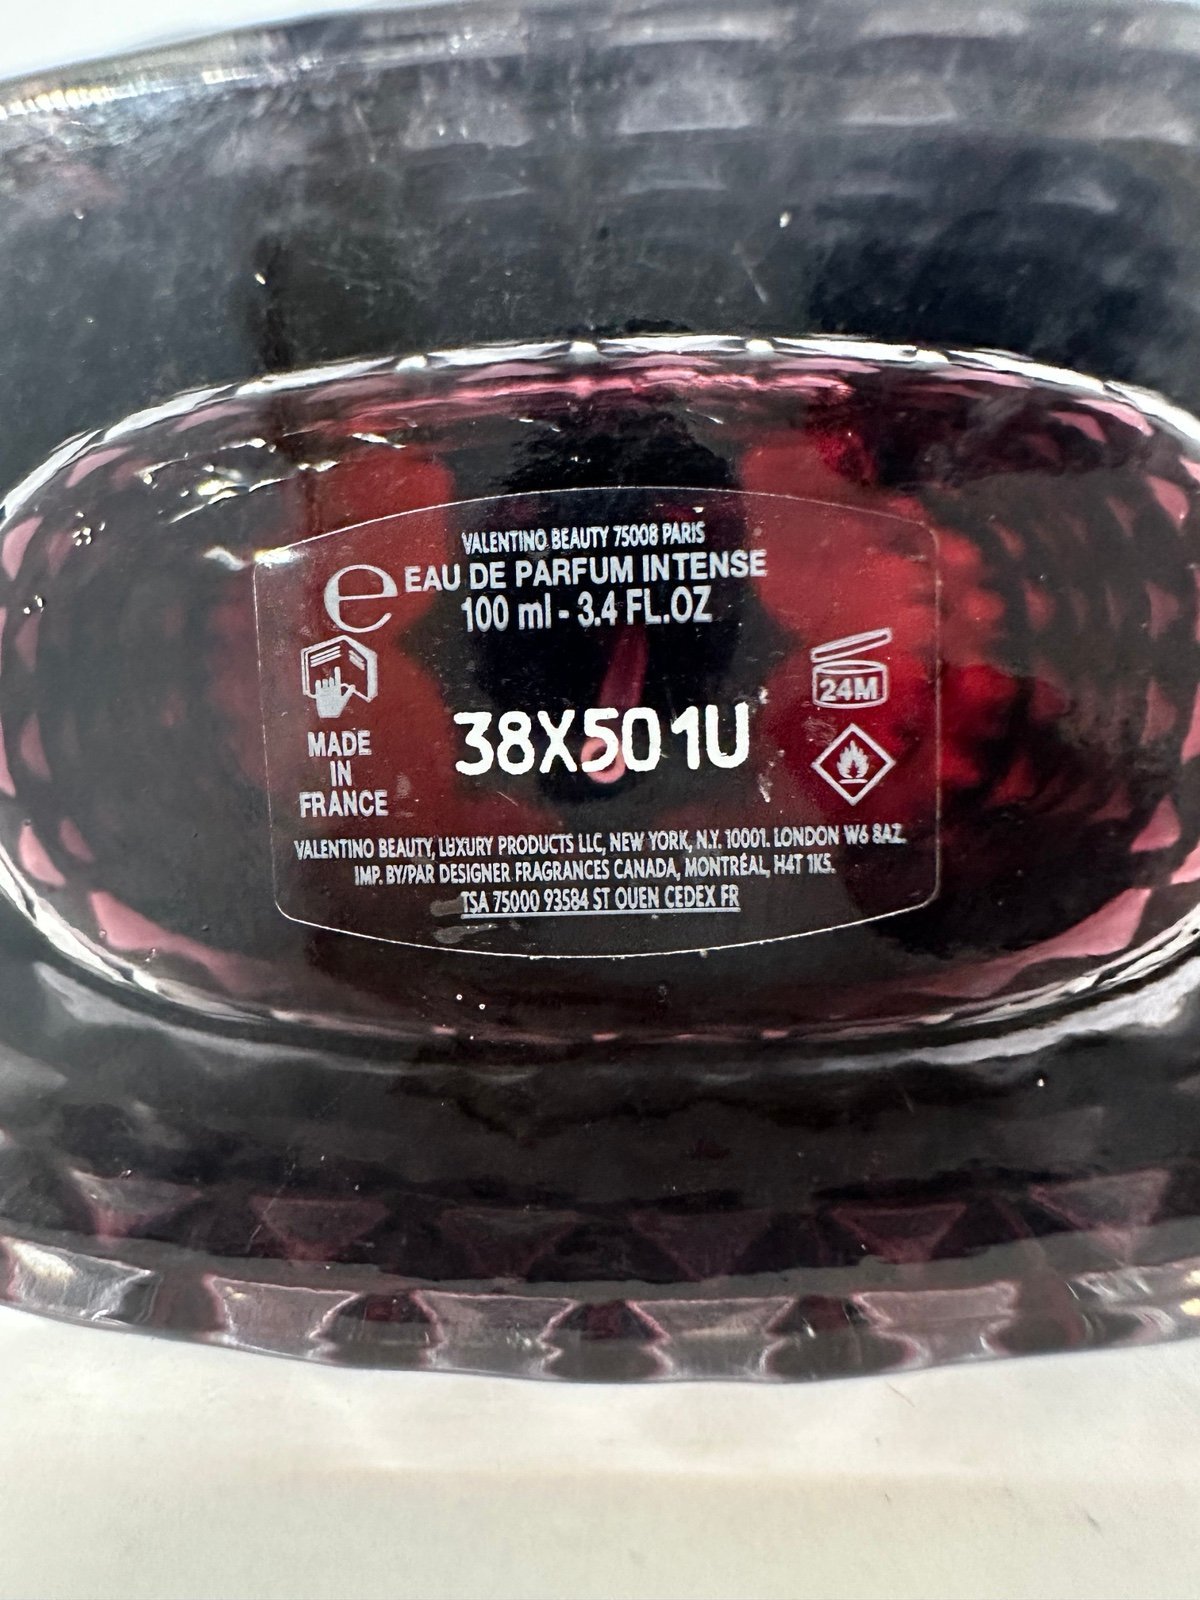 VALENTINO BEAUTY 75008 PARIS
e EAU DE PARFUM INTENSE
100 ml - 3.4 FL.OZ
24M
38X501U
MADE
IN
FRANCE
VALENTINO BEAUTY, LUXURY PRODUCTS LLC, NEW YORK, N.Y. 10001. LONDON W6 8AZ.
IMP. BY/PAR DESIGNER FRAGRANCES CANADA, MONTRÉAL, H4T 1K5.
TSA 75000 93584 ST OUEN CEDEX FR